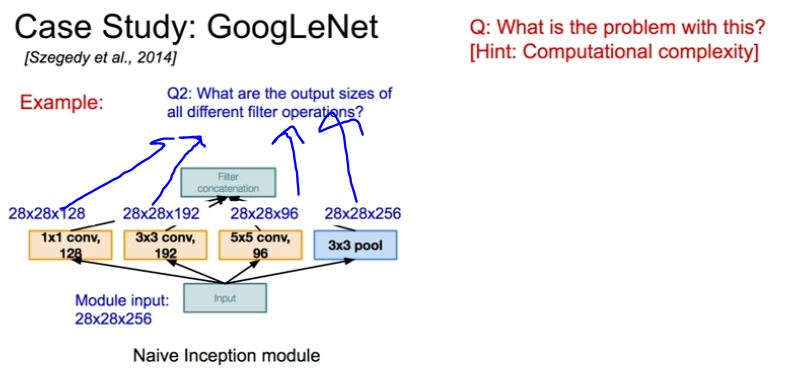 Case Study: GoogLeNet
[Szegedy et al., 2014]
Q: What is the problem with this?
[Hint: Computational complexity]
Example:
Q2: What are the output sizes of
all different filter operations?
Filter
concatenation
28x28x128
28x28x192
28x28x96
28x28x256
1x1 conv,
128
3x3 conv,
192
5x5 conv,
96
3x3 pool
Module input:
28x28x256
Input
Naive Inception module